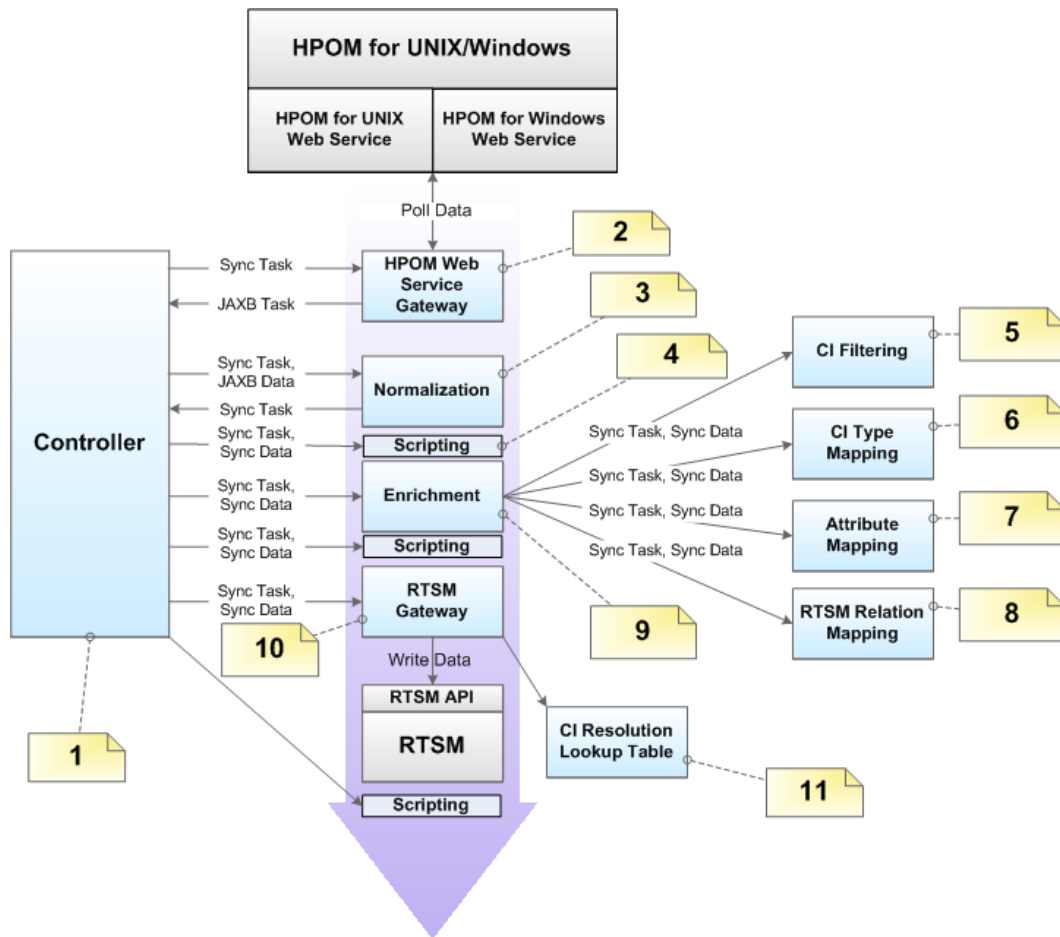 HPOM for UNIX/Windows
HPOM for UNIX
Web Service
HPOM for Windows
Web Service
Poll Data
2
Sync Task
HPOM Web
Service
Gateway
JAXB Task
3
4
5
CI Filtering
Sync Task,
JAXB Data
Normalization
Sync Task
Controller
Sync Task,
Sync Data
Scripting
Sync Task, Sync Data
6
CI Type
Mapping
Sync Task,
Sync Data
Enrichment
Sync Task, Sync Data
7
Attribute
Mapping
Sync Task,
Sync Data
Scripting
Sync Task, Sync Data
Sync Task,
Sync Data
RTSM
Gateway
8
RTSM Relation
Mapping
9
10
Write Data
RTSM API
RTSM
CI Resolution
Lookup Table
1
11
Scripting